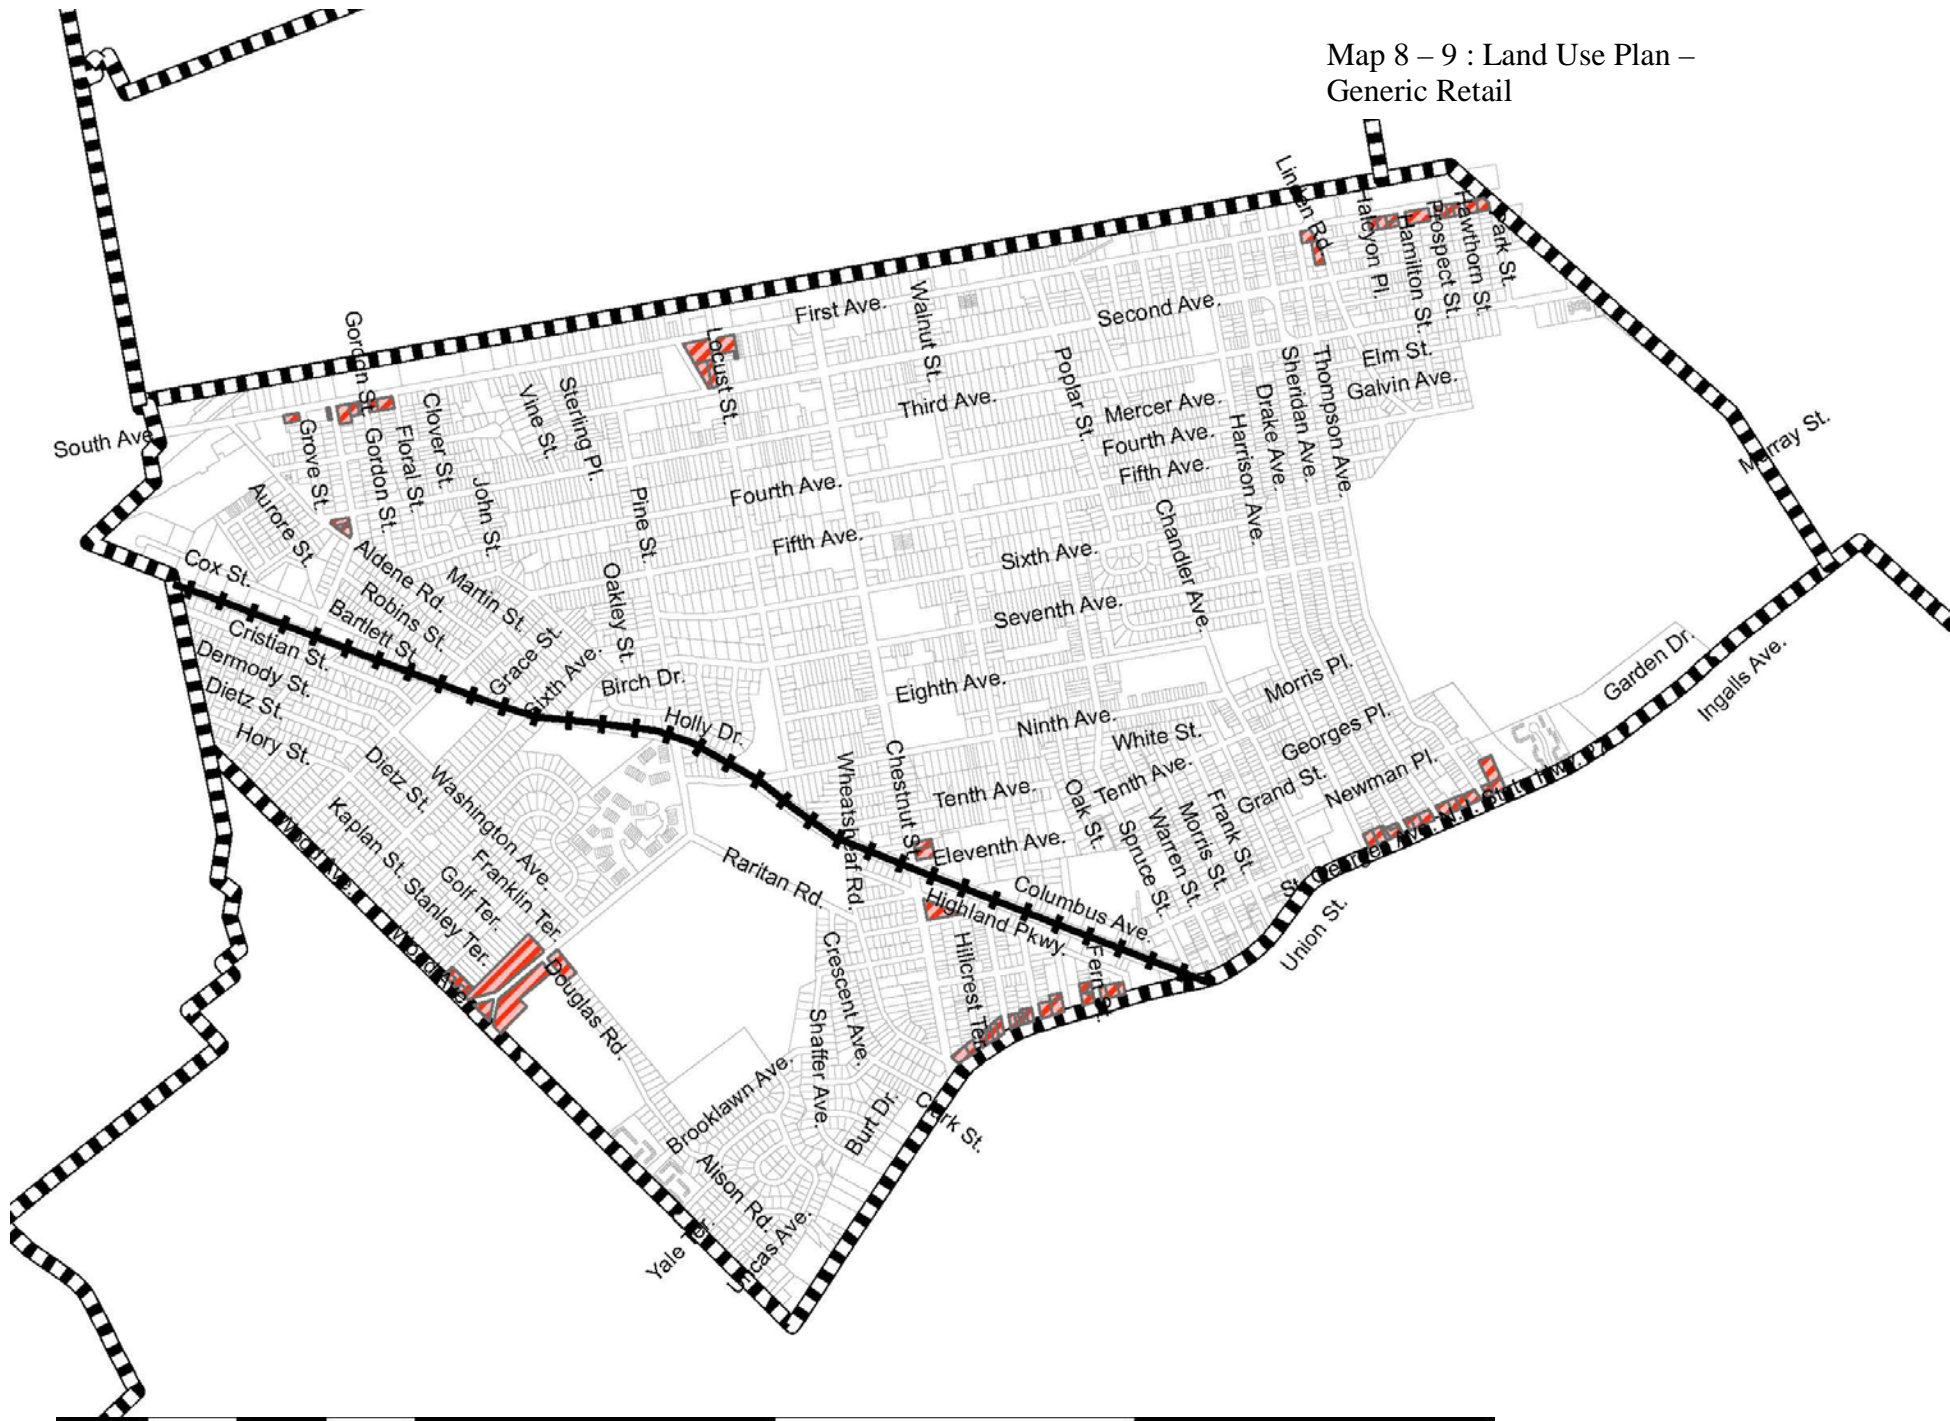 Map 8 – 9 : Land Use Plan –
Generic Retail
Linden Rd.
Halcyon Pl.
Hamilton St.
Prospect St.
Hawthorn St.
Park St.
First Ave.
Walnut St.
Second Ave.
Locust St.
Gordon St.
Clover St.
Vine St.
Sterling Pl.
Third Ave.
Poplar St.
Mercer Ave.
Fourth Ave.
Fifth Ave.
Harrison Ave.
Drake Ave.
Sheridan Ave.
Thompson Ave.
Elm St.
Galvin Ave.
Murray St.
South Ave.
Grove St.
Gordon St.
Floral St.
John St.
Pine St.
Fourth Ave.
Fifth Ave.
Aurore St.
Cox St.
Aldene Rd.
Martin St.
Robins St.
Bartlett St.
Oakley St.
Sixth Ave.
Chandler Ave.
Seventh Ave.
Cristian St.
Dermody St.
Dietz St.
Hory St.
Grace St.
Sixth Ave.
Birch Dr.
Holly Dr.
Eighth Ave.
Ninth Ave.
Morris Pl.
Georges Pl.
Garden Dr.
Ingalls Ave.
Dietz St.
Washington Ave.
Kaplan St.
Wheatsheaf Rd.
Chestnut St.
Tenth Ave.
White St.
Tenth Ave.
Oak St.
Grand St.
Newman Pl.
Frank St.
Morris St.
Warren St.
Spruce St.
Eleventh Ave.
Franklin Ter.
Golf Ter.
Stanley Ter.
Wood Ave.
Wood Ave.
Raritan Rd.
Columbus Ave.
Highland Pkwy.
Union St.
Douglas Rd.
Crescent Ave.
Shaffer Ave.
Hillcrest Ter.
Fern St.
Brooklawn Ave.
Burt Dr.
Clark St.
Alison Rd.
Yale
Lucas Ave.